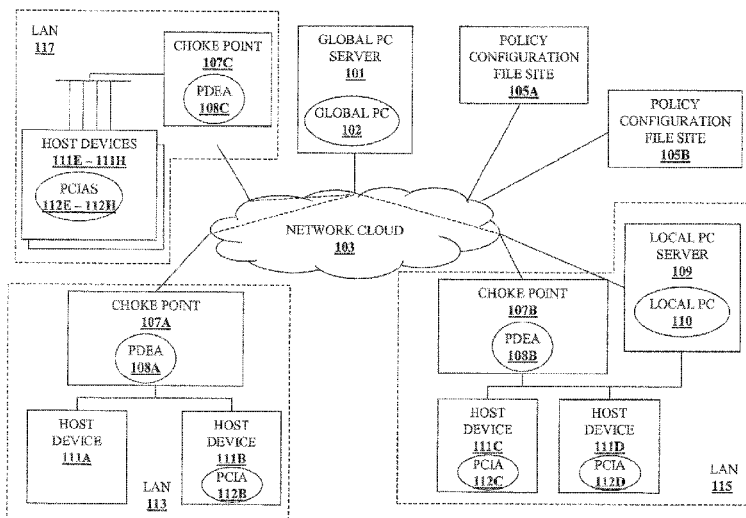 LAN
117
CHOKE POINT
107C
PDEA
108C
HOST DEVICES
111E – 111H
PCIAS
112E – 112H
GLOBAL PC
SERVER
101
GLOBAL PC
102
POLICY
CONFIGURATION
FILE SITE
105A
POLICY
CONFIGURATION
FILE SITE
105B
NETWORK CLOUD
103
CHOKE POINT
107A
PDEA
108A
HOST
DEVICE
111A
HOST
DEVICE
111B
PCIA
112B
LAN
113
CHOKE POINT
107B
PDEA
108B
LOCAL PC
SERVER
109
LOCAL PC
110
HOST
DEVICE
111C
PCIA
112C
HOST
DEVICE
111D
PCIA
112D
LAN
115